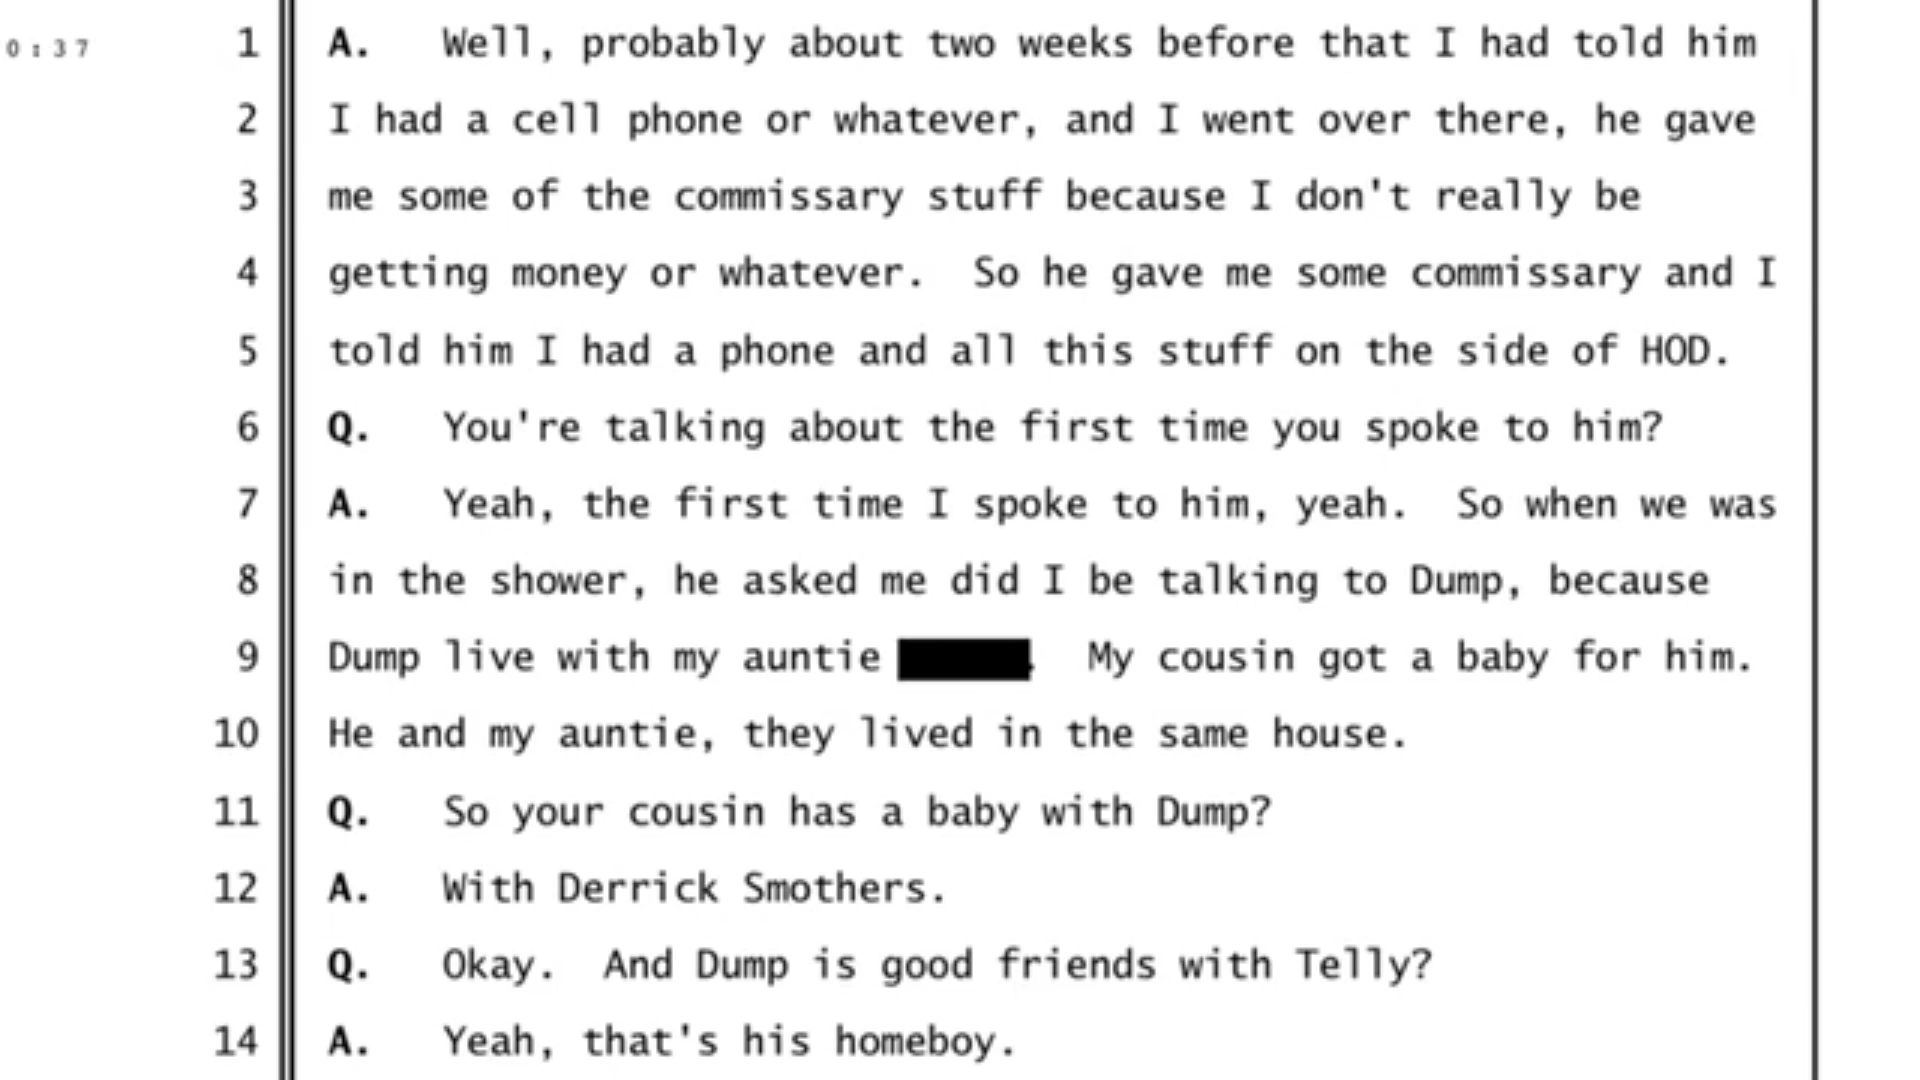 0:37
1 A. Well, probably about two weeks before that I had told him
2 I had a cell phone or whatever, and I went over there, he gave
3 me some of the commissary stuff because I don't really be
4 getting money or whatever. So he gave me some commissary and I
5 told him I had a phone and all this stuff on the side of HOD.
6 Q. You're talking about the first time you spoke to him?
7 A. Yeah, the first time I spoke to him, yeah. So when we was
8 in the shower, he asked me did I be talking to Dump, because
9 Dump live with my auntie . My cousin got a baby for him.
10 He and my auntie, they lived in the same house.
11 Q. So your cousin has a baby with Dump?
12 A. With Derrick Smothers.
13 Q. Okay. And Dump is good friends with Telly?
14 A. Yeah, that's his homeboy.